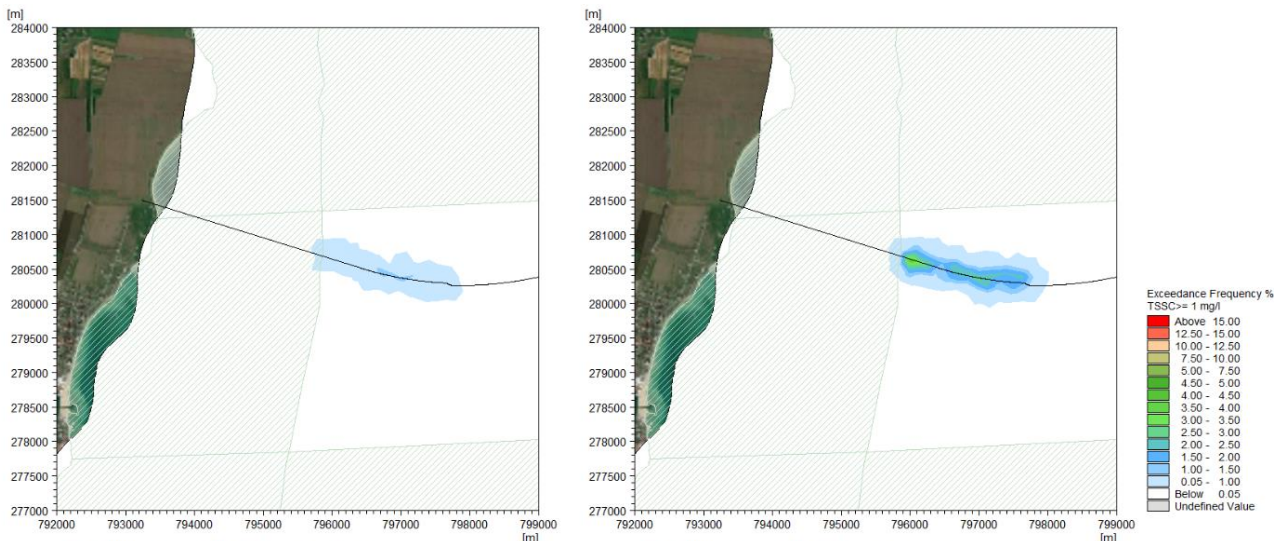 [m]
284000
283500
283000
282500
282000
281500
281000
280500
280000
279500
279000
278500
278000
277500
277000
792000 793000 794000 795000 796000 797000 798000 799000
[m]
[m]
284000
283500
283000
282500
282000
281500
281000
280500
280000
279500
279000
278500
278000
277500
277000
792000 793000 794000 795000 796000 797000 798000 799000
[m]
Exceedance Frequency %
TSSC>= 1 mg/l
Above 15.00
12.50 - 15.00
10.00 - 12.50
7.50 - 10.00
5.00 - 7.50
4.50 - 5.00
4.00 - 4.50
3.50 - 4.00
3.00 - 3.50
2.50 - 3.00
2.00 - 2.50
1.50 - 2.00
1.00 - 1.50
0.05 - 1.00
Below 0.05
Undefined Value